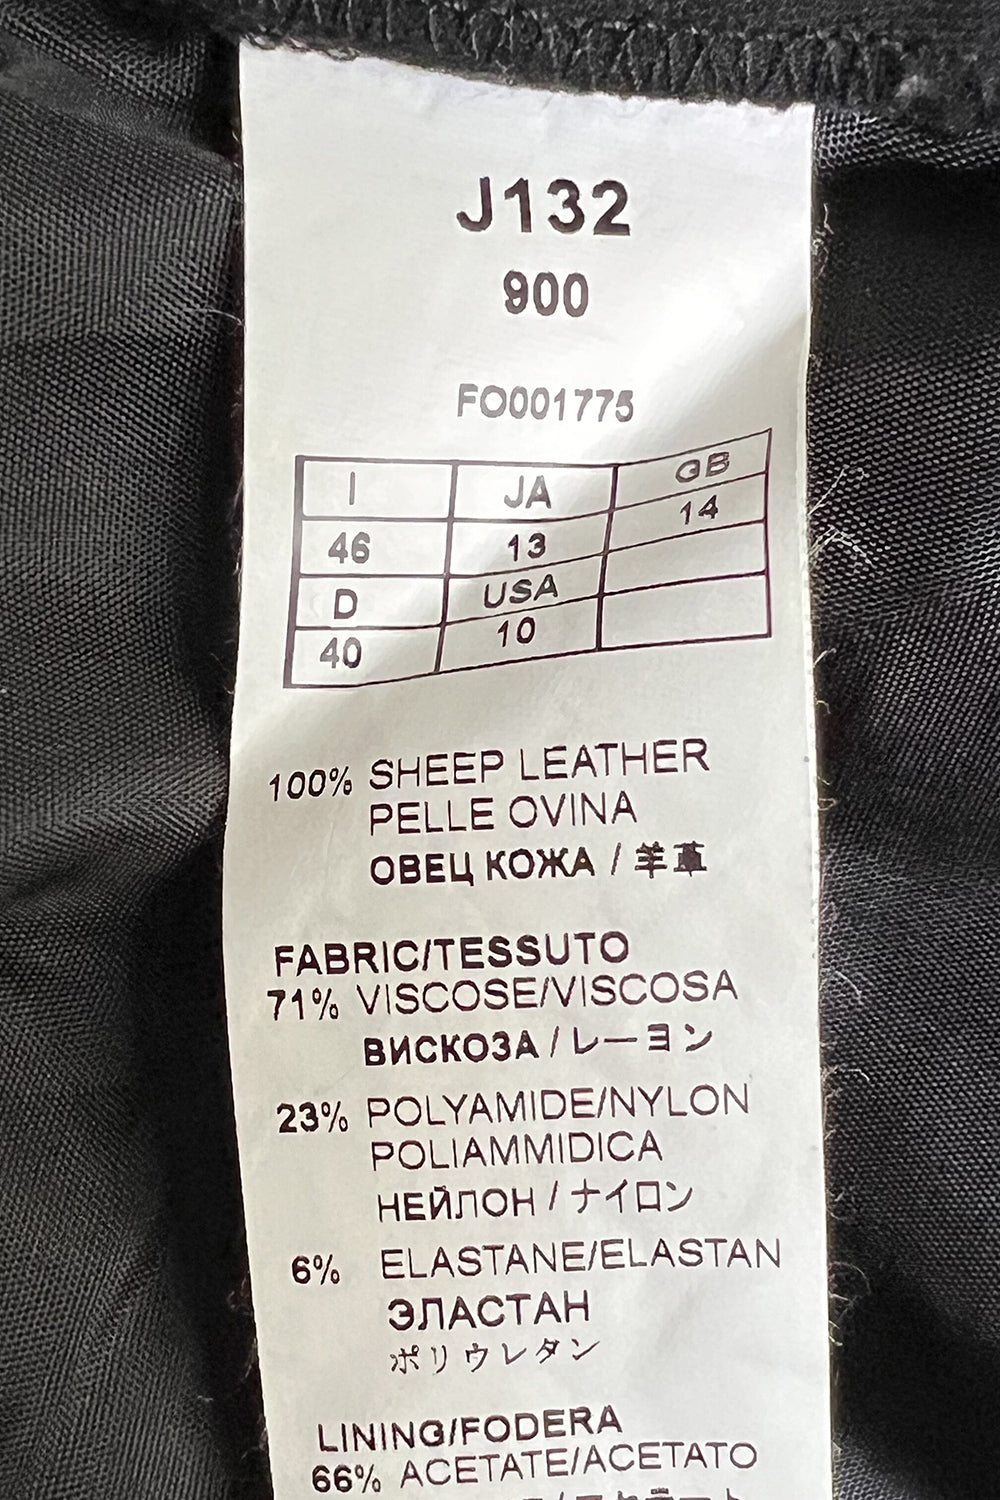 J132
900
FO001775
I JA GB
46 13 14
D USA
40 10
100% SHEEP LEATHER
PELLE OVINA
ОВЕЦ КОЖА / 羊革
FABRIC/TESSUTO
71% VISCOSE/VISCOSA
ВИСКОЗА / レーヨン
23% POLYAMIDE/NYLON
POLIAMMIDICA
НЕЙЛОН / ナイロン
6% ELASTANE/ELASTAN
ЭЛАСТАН
ポリウレタン
LINING/FODERA
66% ACETATE/ACETATO